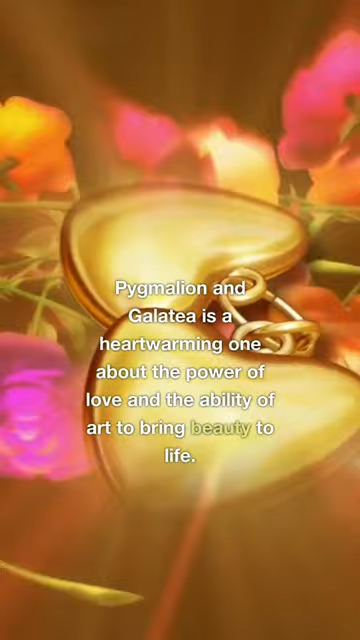 Pygmalion and
Galatea is a
heartwarming one
about the power of
love and the ability of
art to bring beauty to
life.